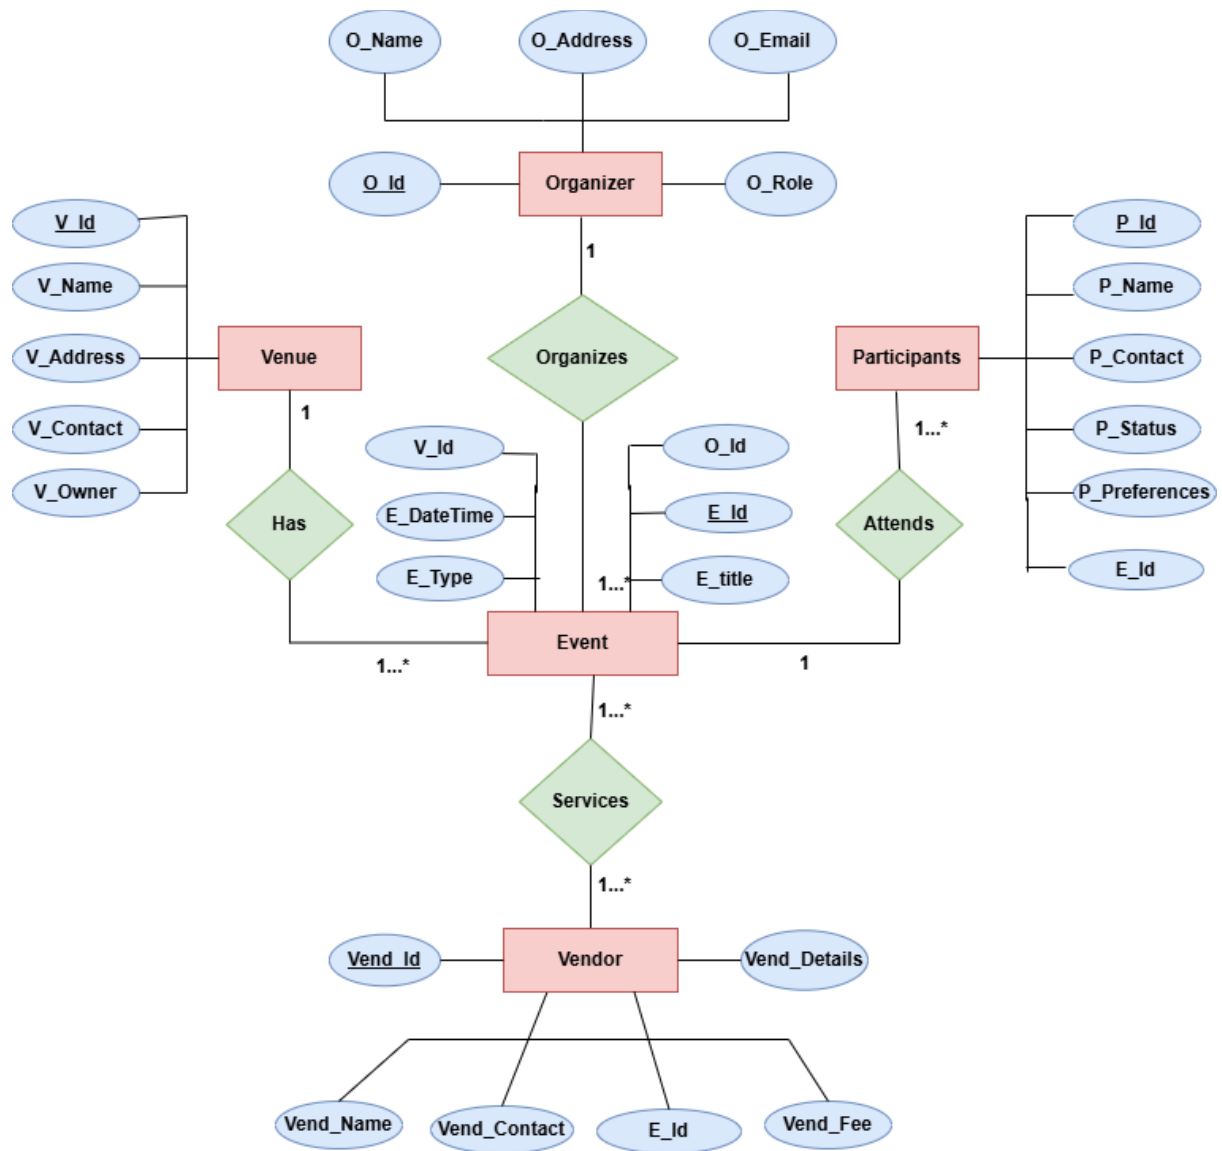 O_Name
O_Address
O_Email
O_Id
Organizer
O_Role
V_Id
P_Id
1
V_Name
P_Name
V_Address
Venue
Organizes
Participants
P_Contact
1
1...*
V_Contact
V_Id
O_Id
P_Status
V_Owner
P_Preferences
Has
E_DateTime
E_Id
Attends
E_Type
1...*
E_title
E_Id
Event
1...*
1
1...*
Services
1...*
Vend_Id
Vendor
Vend_Details
Vend_Name
Vend_Contact
E_Id
Vend_Fee